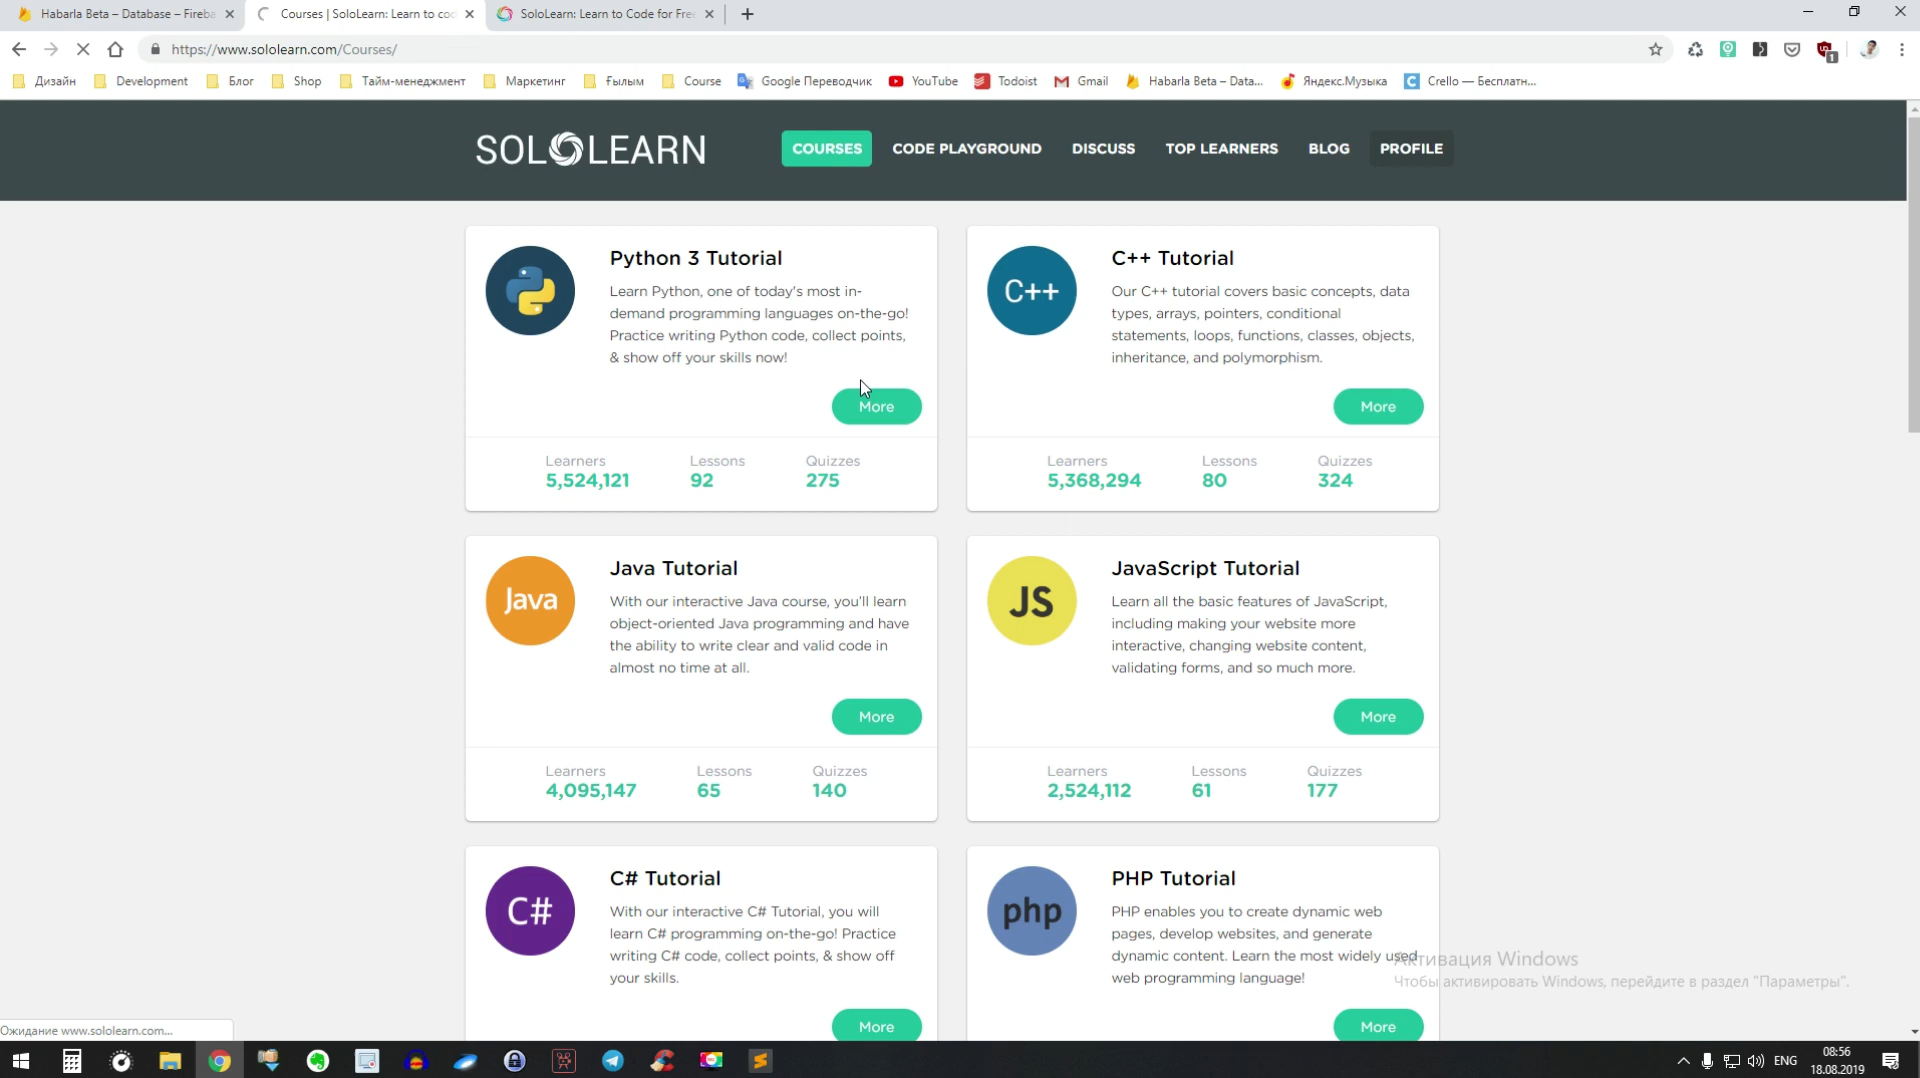 Habarla Beta – Database – Fireba
Courses | SoloLearn: Learn to co
SoloLearn: Learn to Code for Fre
https://www.sololearn.com/Courses/
Дизайн
Development
Блог
Shop
Тайм-менеджмент
Маркетинг
Ғылым
Course
Google Переводчик
YouTube
Todoist
Gmail
Habarla Beta – Data...
Яндекс.Музыка
Crello — Бесплатн...
SOLOLEARN
COURSES
CODE PLAYGROUND
DISCUSS
TOP LEARNERS
BLOG
PROFILE
Python 3 Tutorial
Learn Python, one of today's most in-
demand programming languages on-the-go!
Practice writing Python code, collect points,
& show off your skills now!
More
Learners
Lessons
Quizzes
5,524,121
92
275
C++
C++ Tutorial
Our C++ tutorial covers basic concepts, data
types, arrays, pointers, conditional
statements, loops, functions, classes, objects,
inheritance, and polymorphism.
More
Learners
Lessons
Quizzes
5,368,294
80
324
Java
Java Tutorial
With our interactive Java course, you'll learn
object-oriented Java programming and have
the ability to write clear and valid code in
almost no time at all.
More
Learners
Lessons
Quizzes
4,095,147
65
140
JS
JavaScript Tutorial
Learn all the basic features of JavaScript,
including making your website more
interactive, changing website content,
validating forms, and so much more.
More
Learners
Lessons
Quizzes
2,524,112
61
177
C#
C# Tutorial
With our interactive C# Tutorial, you will
learn C# programming on-the-go! Practice
writing C# code, collect points, & show off
your skills.
More
php
PHP Tutorial
PHP enables you to create dynamic web
pages, develop websites, and generate
dynamic content. Learn the most widely used
web programming language!
More
Активация Windows
Чтобы активировать Windows, перейдите в раздел "Параметры".
Ожидание www.sololearn.com...
ENG
08:56
18.08.2019